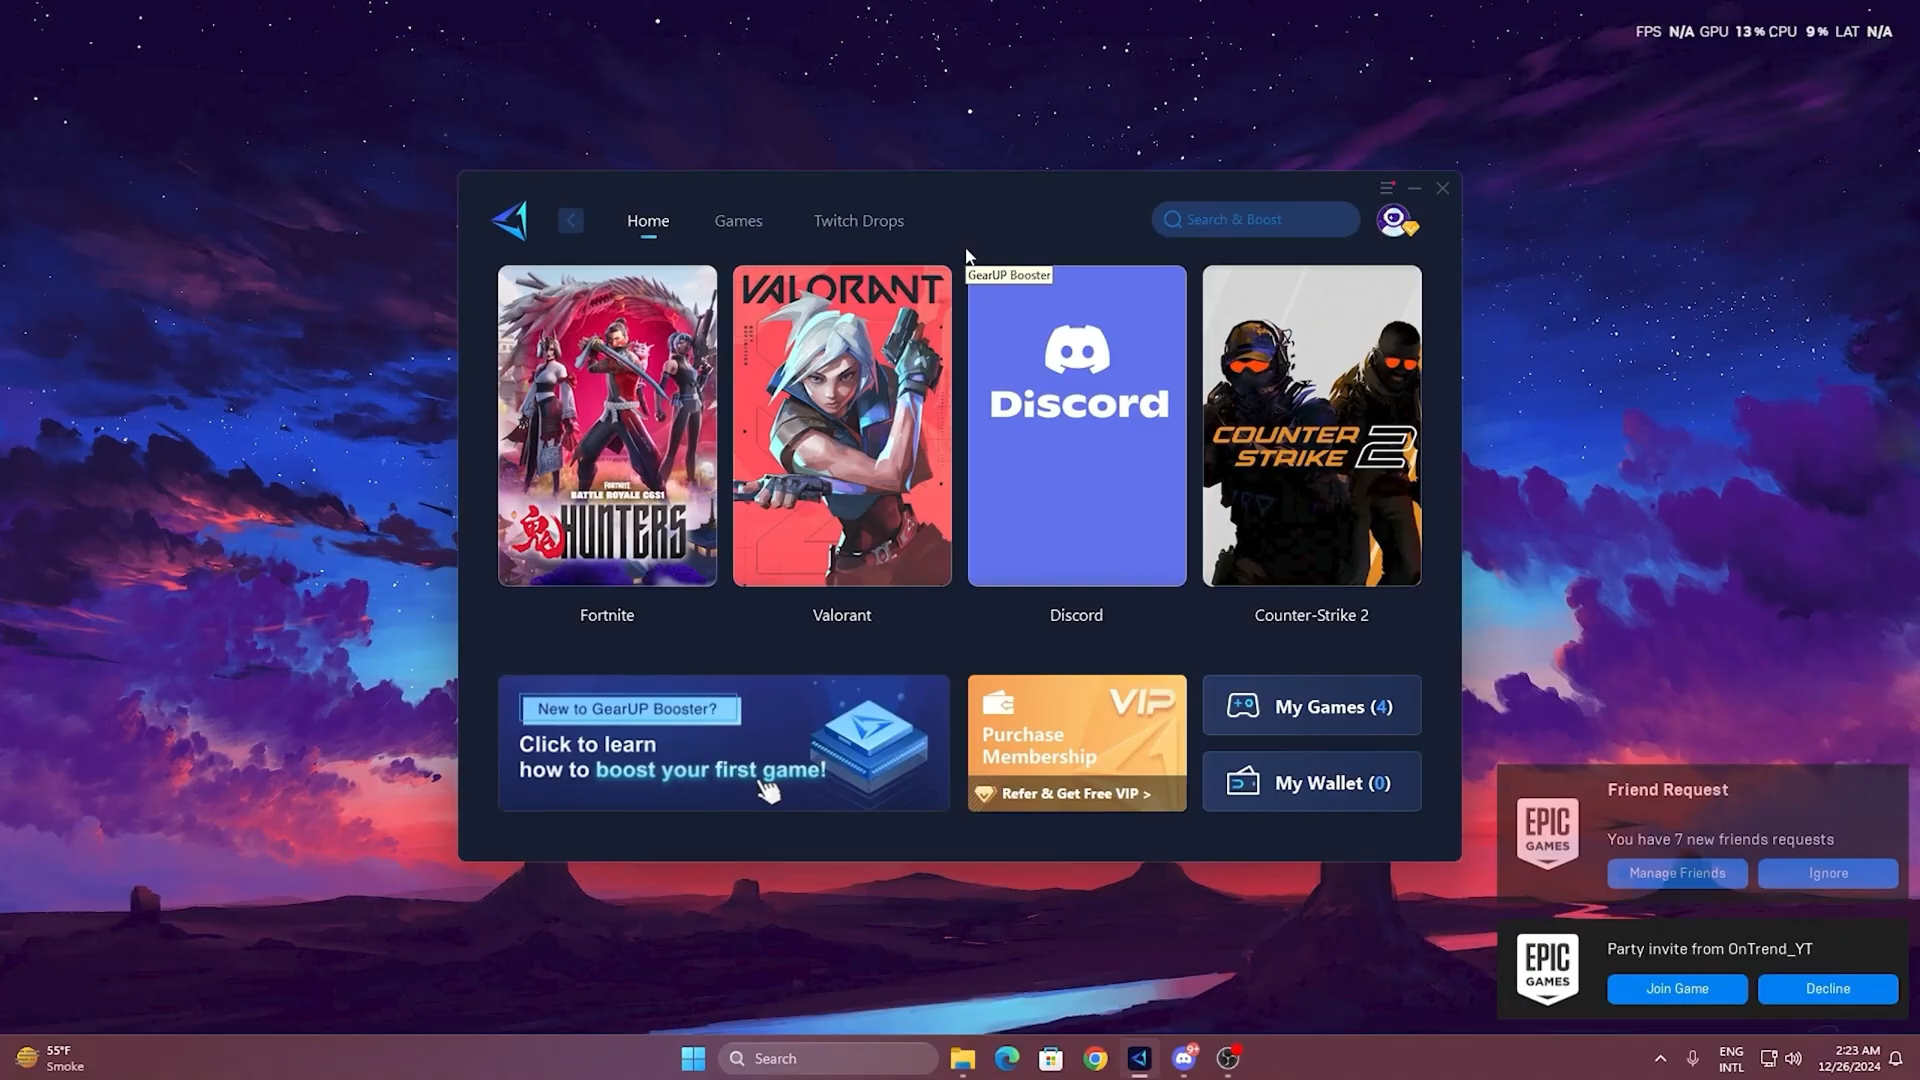 FPS N/A GPU 13% CPU 9% LAT N/A
Home
Games
Twitch Drops
Search & Boost
GearUP Booster
FORTNITE
BATTLE ROYALE C6S1
鬼 HUNTERS
VALORANT
Discord
COUNTER
STRIKE 2
Fortnite
Valorant
Discord
Counter-Strike 2
New to GearUP Booster?
Click to learn
how to boost your first game!
VIP
Purchase
Membership
Refer & Get Free VIP >
My Games (4)
My Wallet (0)
Friend Request
EPIC
GAMES
You have 7 new friends requests
Manage Friends
Ignore
EPIC
GAMES
Party invite from OnTrend_YT
Join Game
Decline
55°F
Smoke
Search
9+
ENG
INTL
2:23 AM
12/26/2024